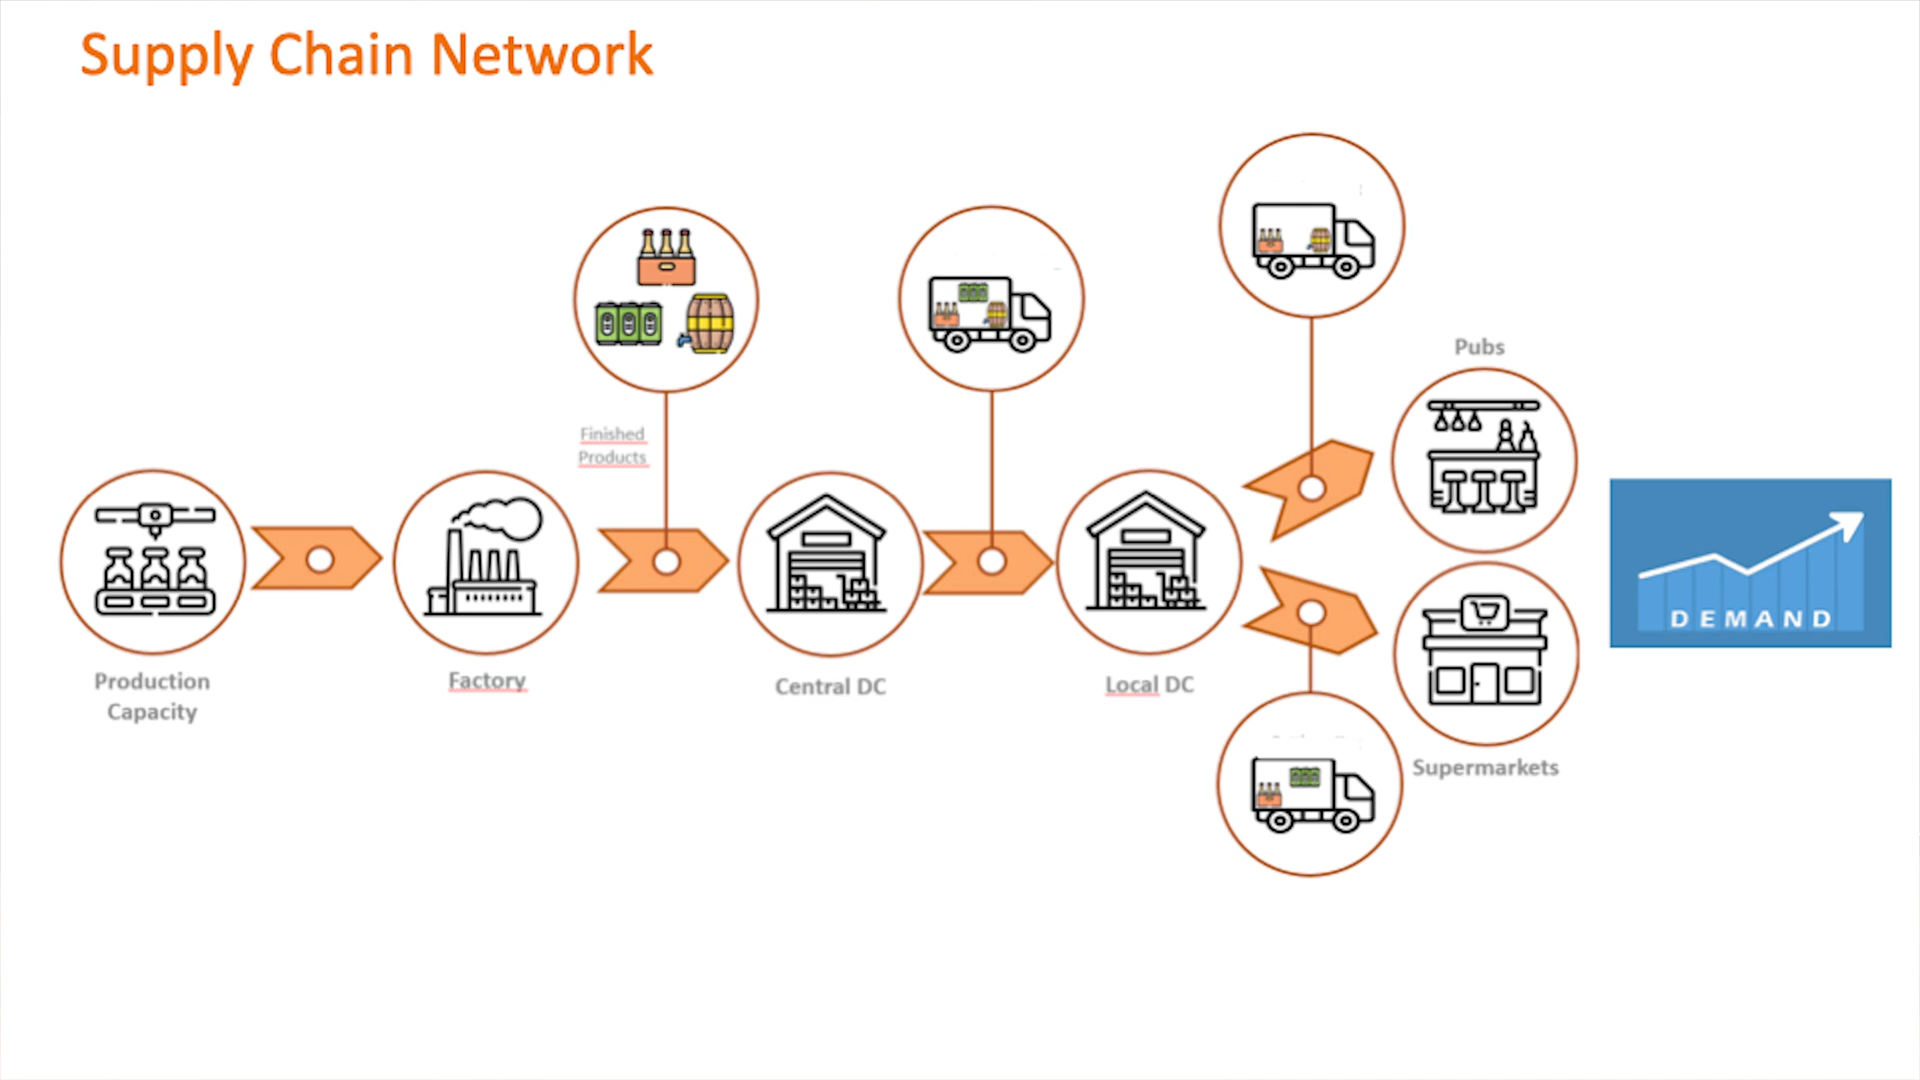 Supply Chain Network
Finished
Products
Pubs
Production
Capacity
Factory
Central DC
Local DC
Supermarkets
DEMAND